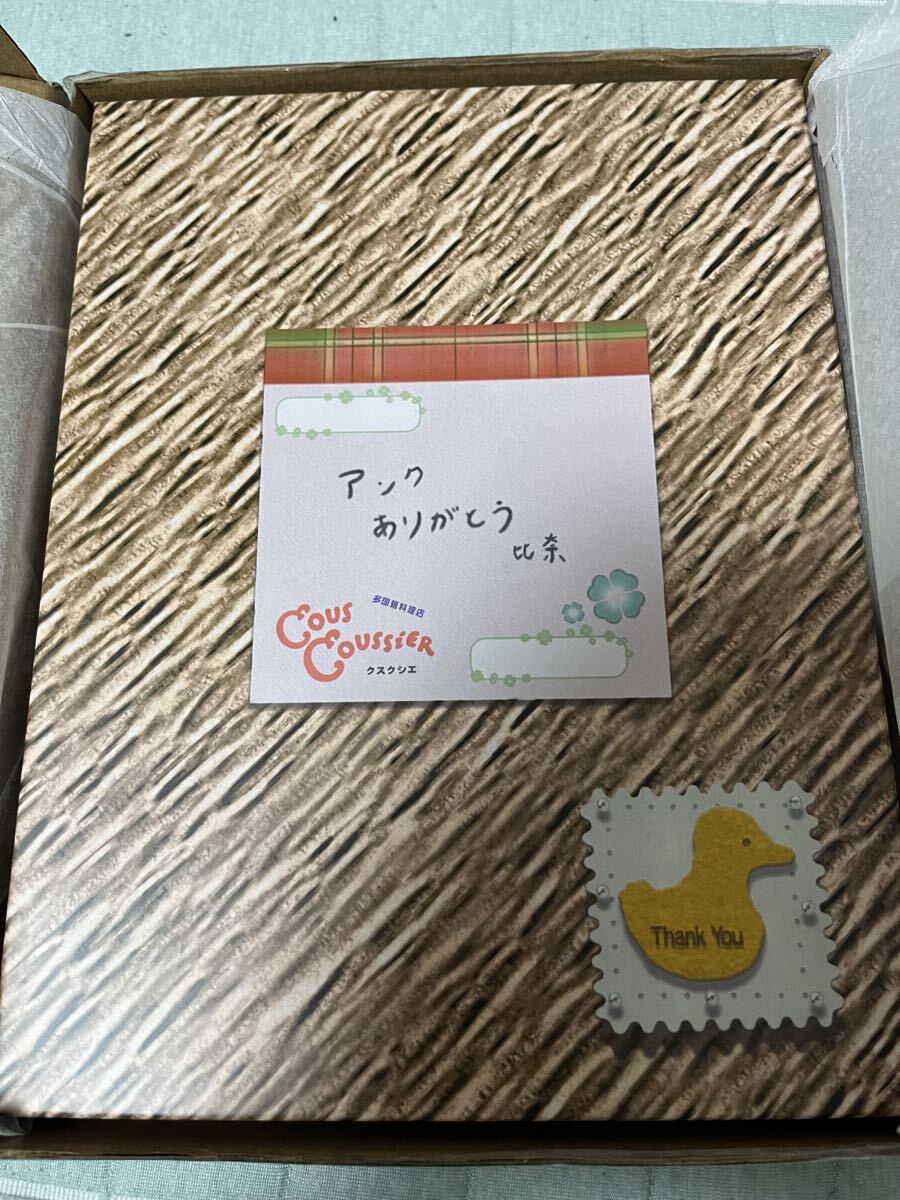 アンク
ありがとう
比奈
多国籍料理店
COUS
COUSSIER
クスクシエ
Thank You